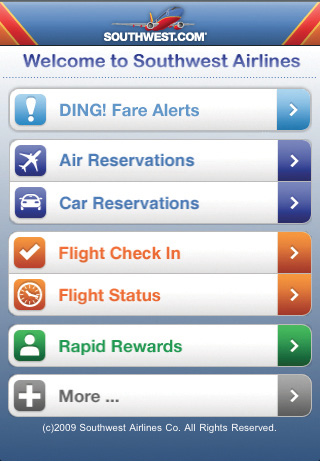 SOUTHWEST.COM®
Welcome to Southwest Airlines
DING! Fare Alerts
Air Reservations
Car Reservations
Flight Check In
Flight Status
Rapid Rewards
More ...
(c)2009 Southwest Airlines Co. All Rights Reserved.